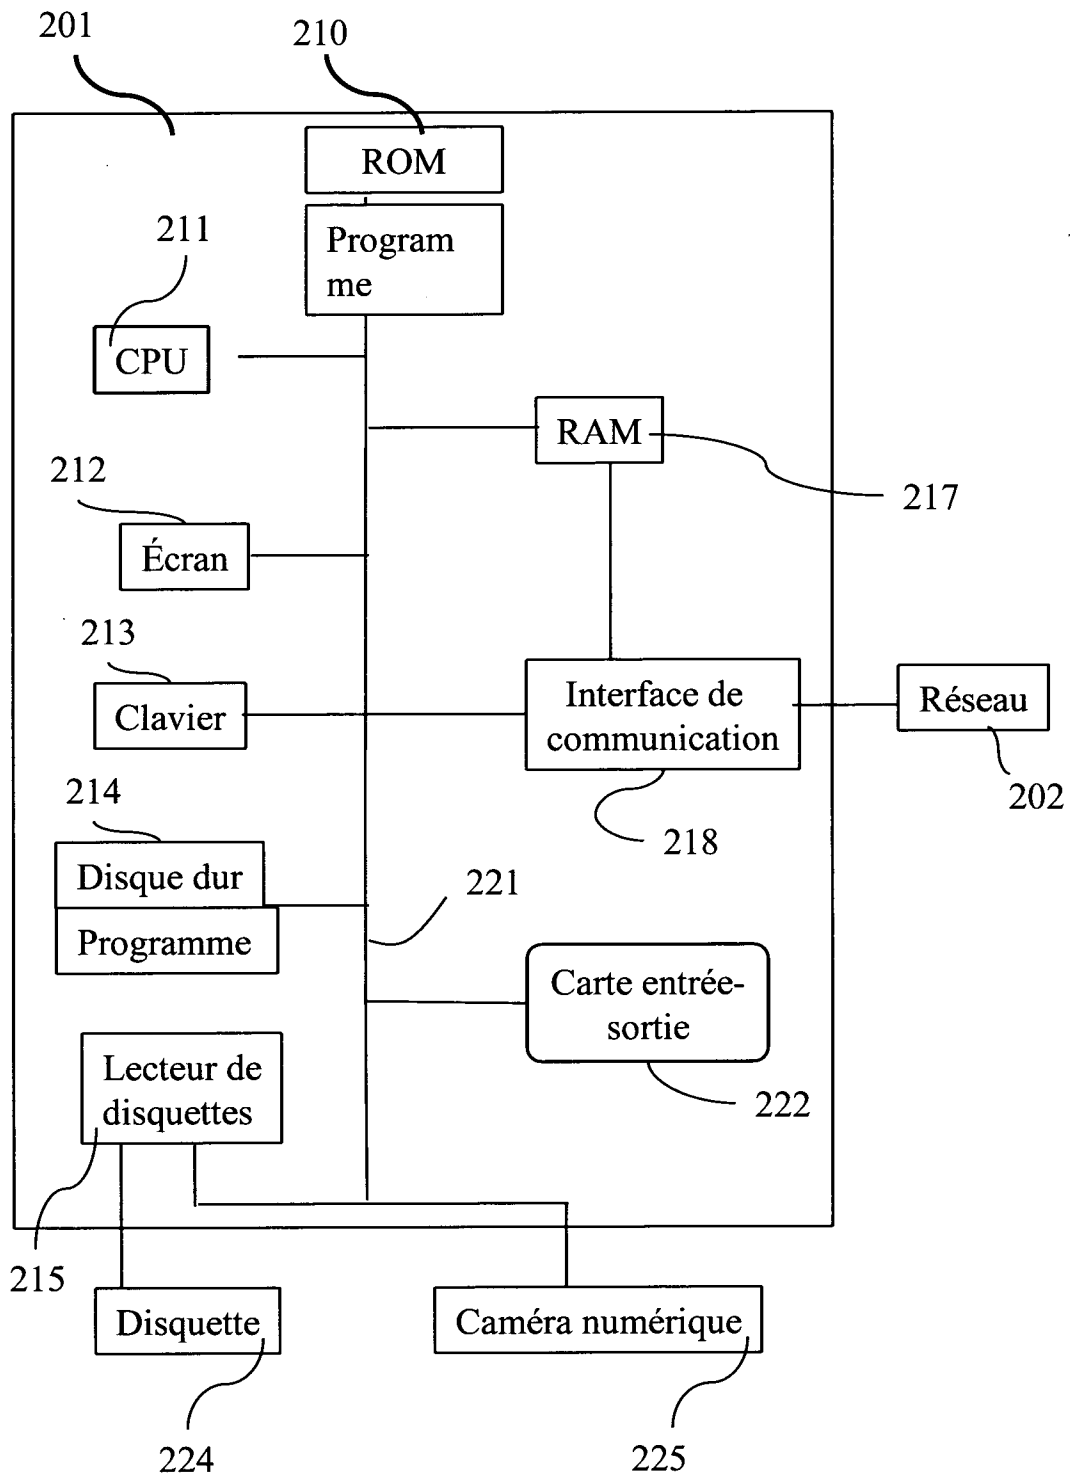 201
210
ROM
Program
me
211
CPU
RAM
217
212
Écran
213
Clavier
Interface de
communication
Réseau
202
218
214
Disque dur
Programme
221
Carte entrée-
sortie
222
Lecteur de
disquettes
215
Disquette
Caméra numérique
224
225